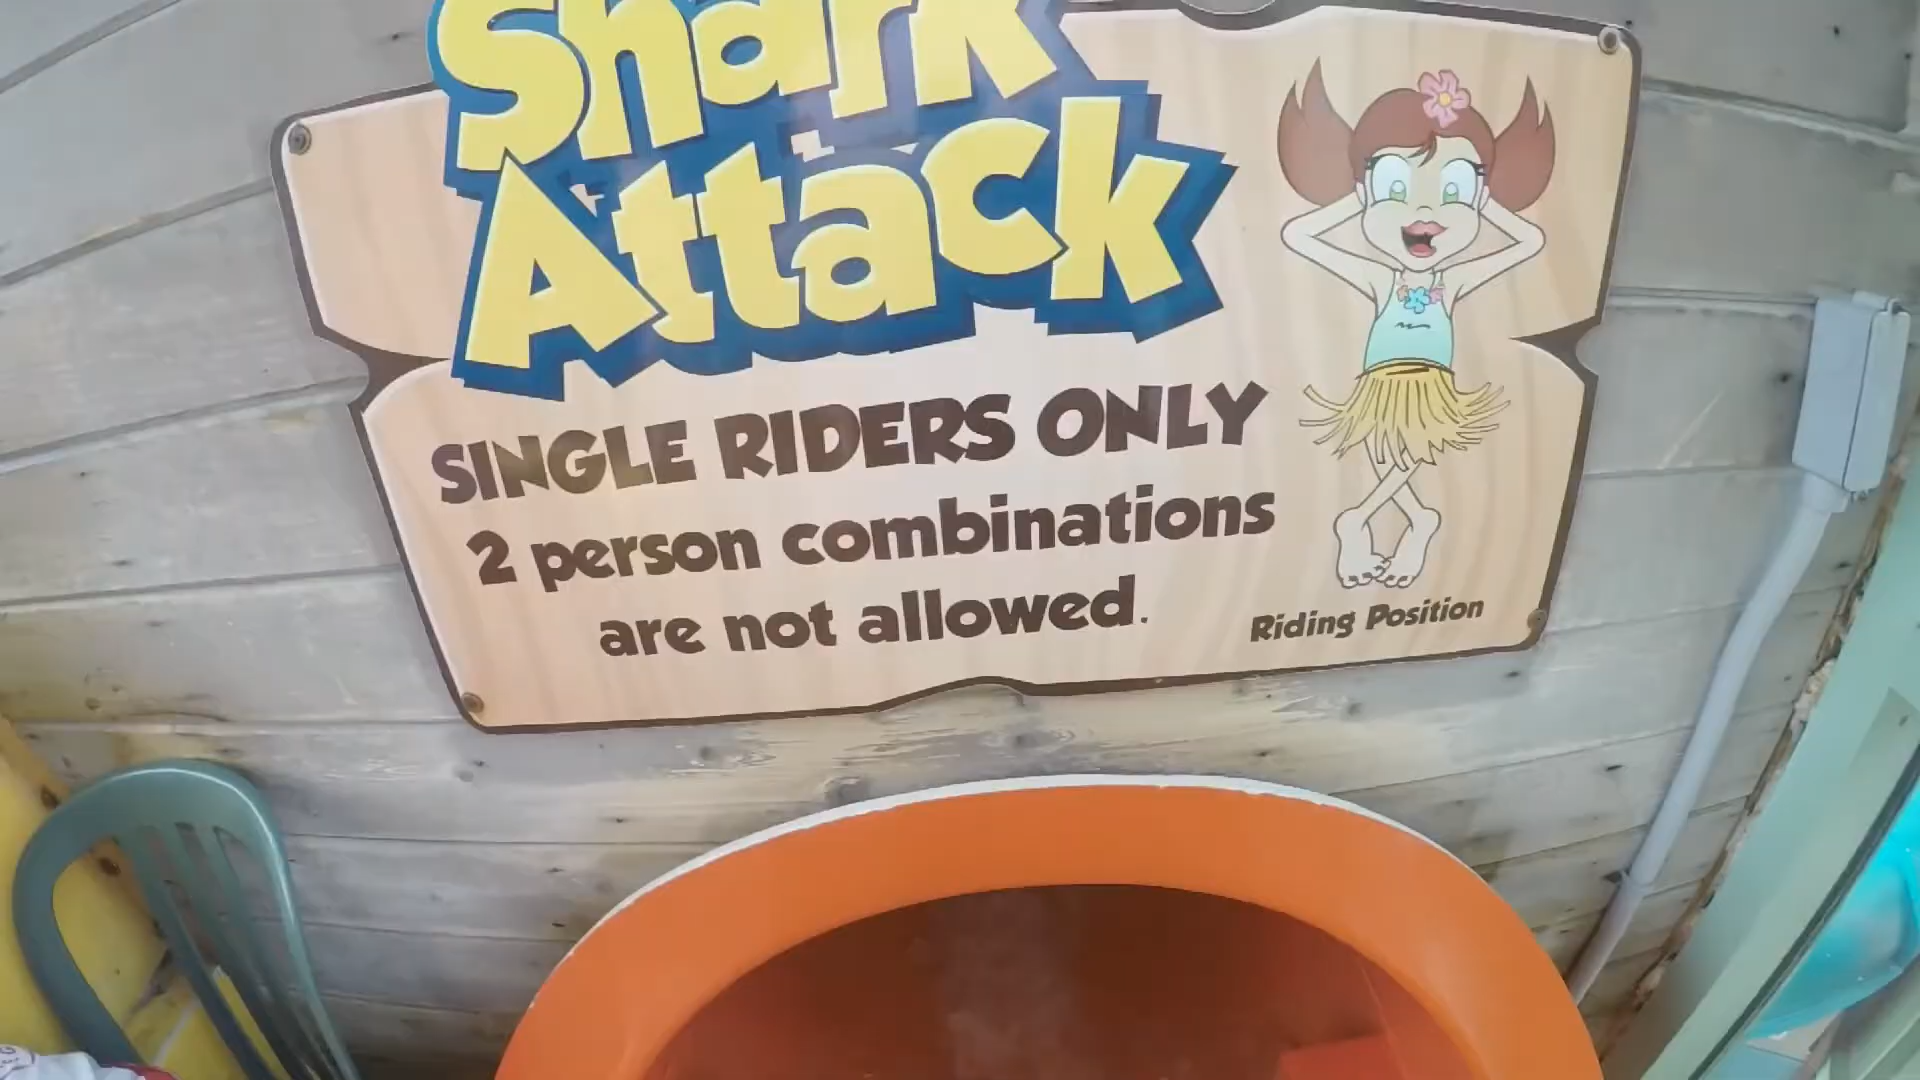 Shark
Attack
SINGLE RIDERS ONLY
2 person combinations
are not allowed.
Riding Position